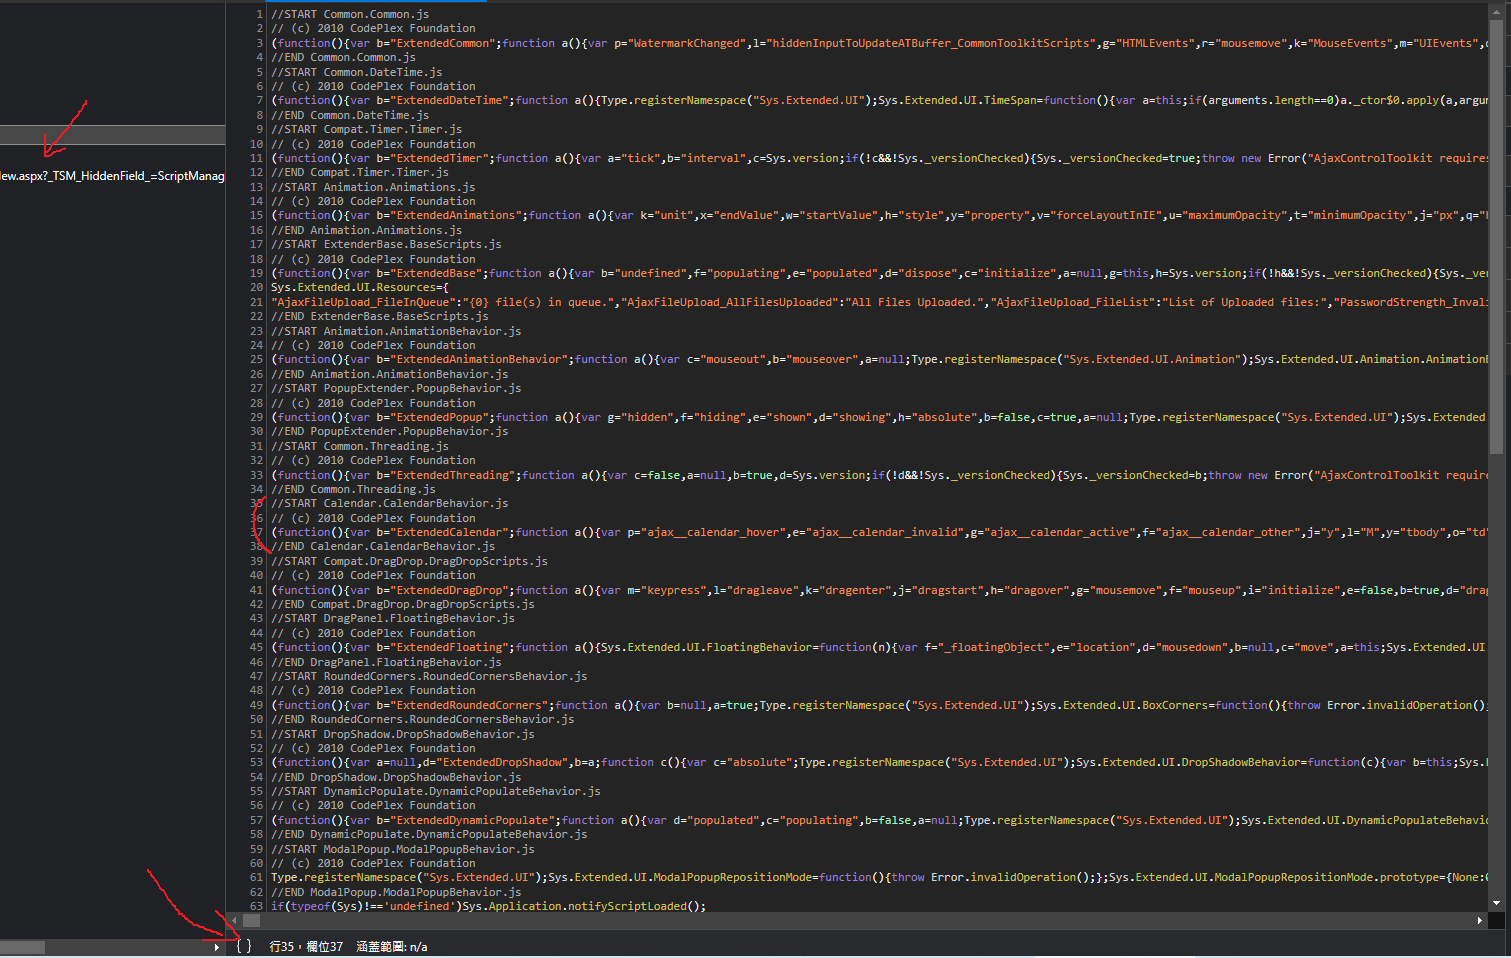 iew.aspx?_TSM_HiddenField_=ScriptManag
1 //START Common.Common.js
2 // (c) 2010 CodePlex Foundation
3 (function(){var b="ExtendedCommon";function a(){var p="WatermarkChanged",l="hiddenInputToUpdateATBuffer_CommonToolkitScripts",g="HTMLEvents",r="mousemove",k="MouseEvents",m="UIEvents",
4 //END Common.Common.js
5 //START Common.DateTime.js
6 // (c) 2010 CodePlex Foundation
7 (function(){var b="ExtendedDateTime";function a(){Type.registerNamespace("Sys.Extended.UI");Sys.Extended.UI.TimeSpan=function(){var a=this;if(arguments.length==0)a._ctor$0.apply(a,argum
8 //END Common.DateTime.js
9 //START Compat.Timer.Timer.js
10 // (c) 2010 CodePlex Foundation
11 (function(){var b="ExtendedTimer";function a(){var a="tick",b="interval",c=Sys.version;if(!c&&!Sys._versionChecked){Sys._versionChecked=true;throw new Error("AjaxControlToolkit requires
12 //END Compat.Timer.Timer.js
13 //START Animation.Animations.js
14 // (c) 2010 CodePlex Foundation
15 (function(){var b="ExtendedAnimations";function a(){var k="unit",x="endValue",w="startValue",h="style",y="property",v="forceLayoutInIE",u="maximumOpacity",t="minimumOpacity",j="px",q="
16 //END Animation.Animations.js
17 //START ExtenderBase.BaseScripts.js
18 // (c) 2010 CodePlex Foundation
19 (function(){var b="ExtendedBase";function a(){var b="undefined",f="populating",e="populated",d="dispose",c="initialize",a=null,g=this,h=Sys.version;if(!h&&!Sys._versionChecked){Sys._ver
20 Sys.Extended.UI.Resources={
21 "AjaxFileUpload_FileInQueue":"{0} file(s) in queue.","AjaxFileUpload_AllFilesUploaded":"All Files Uploaded.","AjaxFileUpload_FileList":"List of Uploaded files:","PasswordStrength_Invali
22 //END ExtenderBase.BaseScripts.js
23 //START Animation.AnimationBehavior.js
24 // (c) 2010 CodePlex Foundation
25 (function(){var b="ExtendedAnimationBehavior";function a(){var c="mouseout",b="mouseover",a=null;Type.registerNamespace("Sys.Extended.UI.Animation");Sys.Extended.UI.Animation.Animation
26 //END Animation.AnimationBehavior.js
27 //START PopupExtender.PopupBehavior.js
28 // (c) 2010 CodePlex Foundation
29 (function(){var b="ExtendedPopup";function a(){var g="hidden",f="hiding",e="shown",d="showing",h="absolute",b=false,c=true,a=null;Type.registerNamespace("Sys.Extended.UI");Sys.Extended.
30 //END PopupExtender.PopupBehavior.js
31 //START Common.Threading.js
32 // (c) 2010 CodePlex Foundation
33 (function(){var b="ExtendedThreading";function a(){var c=false,a=null,b=true,d=Sys.version;if(!d&&!Sys._versionChecked){Sys._versionChecked=b;throw new Error("AjaxControlToolkit require
34 //END Common.Threading.js
35 //START Calendar.CalendarBehavior.js
36 // (c) 2010 CodePlex Foundation
37 (function(){var b="ExtendedCalendar";function a(){var p="ajax__calendar_hover",e="ajax__calendar_invalid",g="ajax__calendar_active",f="ajax__calendar_other",j="y",l="M",y="tbody",o="td"
38 //END Calendar.CalendarBehavior.js
39 //START Compat.DragDrop.DragDropScripts.js
40 // (c) 2010 CodePlex Foundation
41 (function(){var b="ExtendedDragDrop";function a(){var m="keypress",l="dragleave",k="dragenter",j="dragstart",h="dragover",g="mousemove",f="mouseup",i="initialize",e=false,b=true,d="drag
42 //END Compat.DragDrop.DragDropScripts.js
43 //START DragPanel.FloatingBehavior.js
44 // (c) 2010 CodePlex Foundation
45 (function(){var b="ExtendedFloating";function a(){Sys.Extended.UI.FloatingBehavior=function(n){var f="_floatingObject",e="location",d="mousedown",b=null,c="move",a=this;Sys.Extended.UI.
46 //END DragPanel.FloatingBehavior.js
47 //START RoundedCorners.RoundedCornersBehavior.js
48 // (c) 2010 CodePlex Foundation
49 (function(){var b="ExtendedRoundedCorners";function a(){var b=null,a=true;Type.registerNamespace("Sys.Extended.UI");Sys.Extended.UI.BoxCorners=function(){throw Error.invalidOperation();
50 //END RoundedCorners.RoundedCornersBehavior.js
51 //START DropShadow.DropShadowBehavior.js
52 // (c) 2010 CodePlex Foundation
53 (function(){var a=null,d="ExtendedDropShadow",b=a;function c(){var c="absolute";Type.registerNamespace("Sys.Extended.UI");Sys.Extended.UI.DropShadowBehavior=function(c){var b=this;Sys.
54 //END DropShadow.DropShadowBehavior.js
55 //START DynamicPopulate.DynamicPopulateBehavior.js
56 // (c) 2010 CodePlex Foundation
57 (function(){var b="ExtendedDynamicPopulate";function a(){var d="populated",c="populating",b=false,a=null;Type.registerNamespace("Sys.Extended.UI");Sys.Extended.UI.DynamicPopulateBehavio
58 //END DynamicPopulate.DynamicPopulateBehavior.js
59 //START ModalPopup.ModalPopupBehavior.js
60 // (c) 2010 CodePlex Foundation
61 Type.registerNamespace("Sys.Extended.UI");Sys.Extended.UI.ModalPopupRepositionMode=function(){throw Error.invalidOperation();};Sys.Extended.UI.ModalPopupRepositionMode.prototype={None:
62 //END ModalPopup.ModalPopupBehavior.js
63 if(typeof(Sys)!=='undefined')Sys.Application.notifyScriptLoaded();
{ } 行35，欄位37 涵蓋範圍: n/a